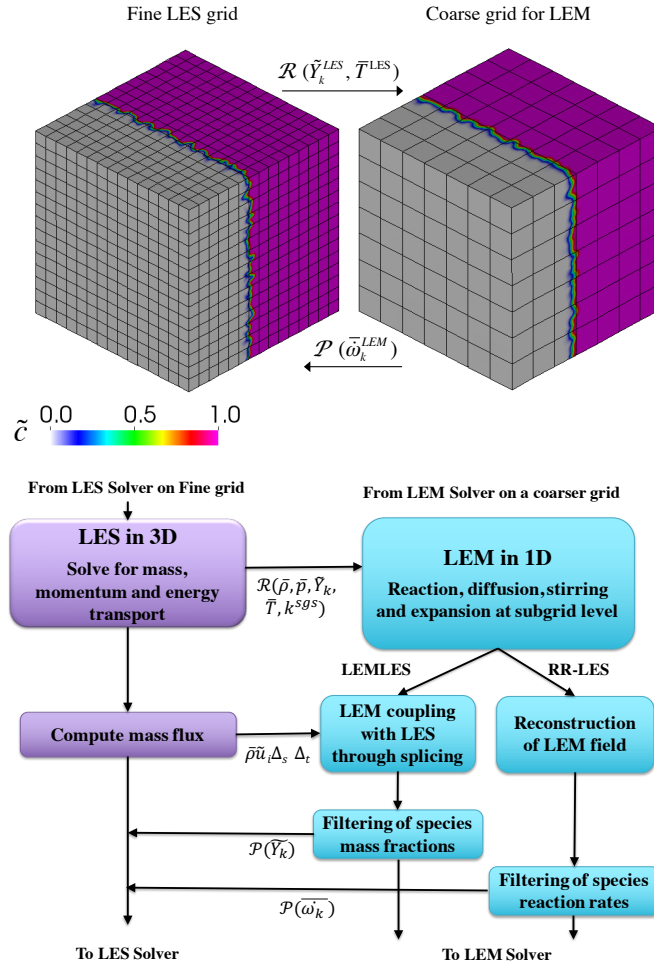 Fine LES grid
Coarse grid for LEM
ℛ (Ỹ_k^{LES}, T̄^{LES})
𝒫 (ω̇̄_k^{LEM})
c̃
0.0 0.5 1.0
From LES Solver on Fine grid
From LEM Solver on a coarser grid
LES in 3D
Solve for mass,
momentum and energy
transport
ℛ(ρ̄, p̄, Ỹ_k,
T̄, k^{sgs})
LEM in 1D
Reaction, diffusion, stirring
and expansion at subgrid level
LEMLES
RR-LES
Compute mass flux
ρ̄ũ_iΔ_s Δ_t
LEM coupling
with LES
through splicing
Reconstruction
of LEM field
Filtering of species
mass fractions
𝒫(Ỹ_k)
Filtering of species
reaction rates
𝒫(ω̇̄_k)
To LES Solver
To LEM Solver